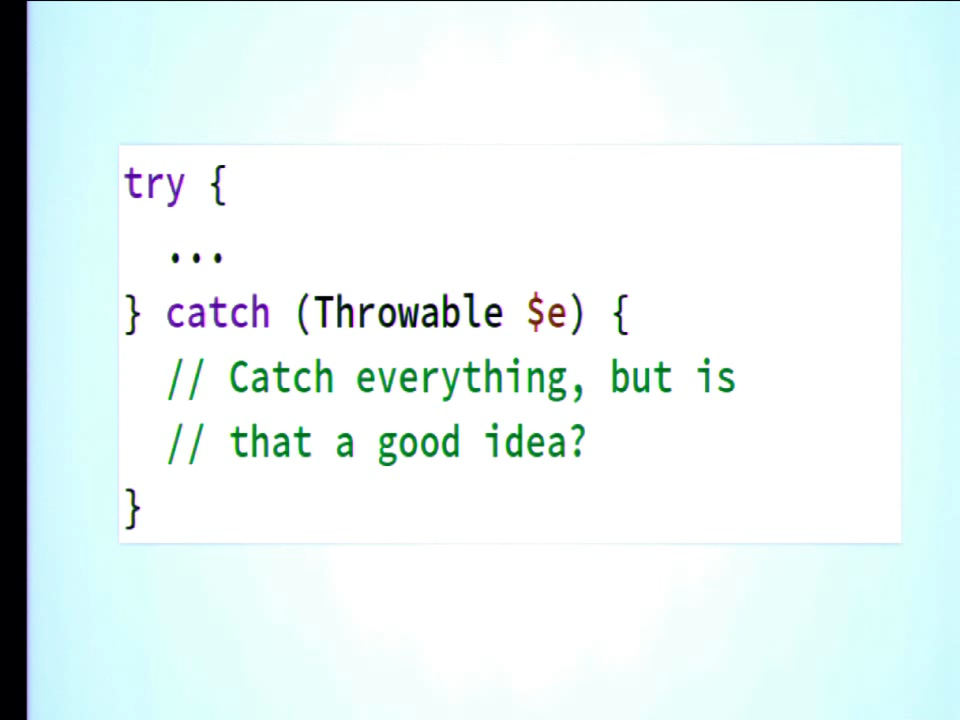 try {
  ...
} catch (Throwable $e) {
  // Catch everything, but is
  // that a good idea?
}